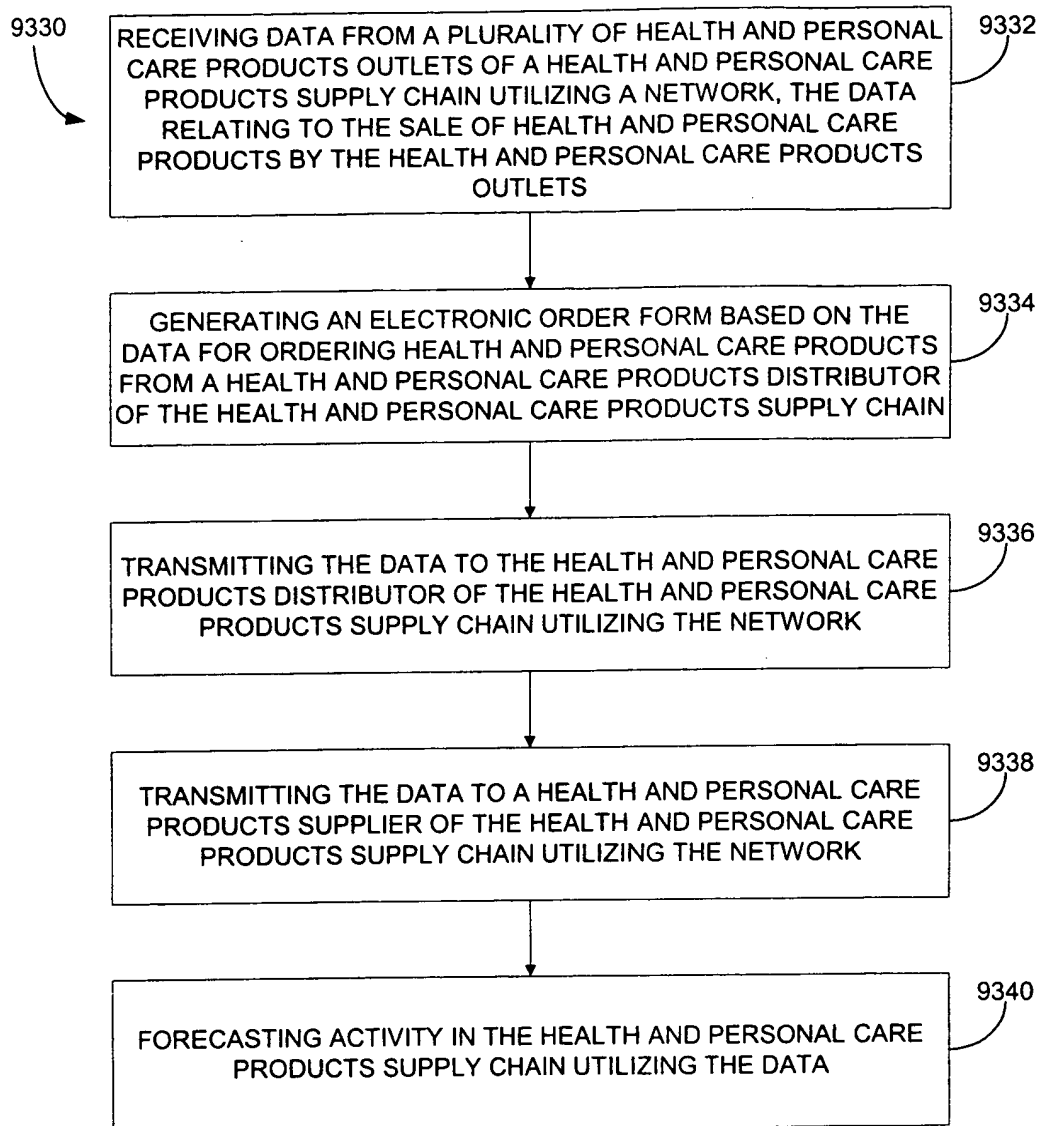 9330
RECEIVING DATA FROM A PLURALITY OF HEALTH AND PERSONAL
CARE PRODUCTS OUTLETS OF A HEALTH AND PERSONAL CARE
PRODUCTS SUPPLY CHAIN UTILIZING A NETWORK, THE DATA
RELATING TO THE SALE OF HEALTH AND PERSONAL CARE
PRODUCTS BY THE HEALTH AND PERSONAL CARE PRODUCTS
OUTLETS
9332
GENERATING AN ELECTRONIC ORDER FORM BASED ON THE
DATA FOR ORDERING HEALTH AND PERSONAL CARE PRODUCTS
FROM A HEALTH AND PERSONAL CARE PRODUCTS DISTRIBUTOR
OF THE HEALTH AND PERSONAL CARE PRODUCTS SUPPLY CHAIN
9334
TRANSMITTING THE DATA TO THE HEALTH AND PERSONAL CARE
PRODUCTS DISTRIBUTOR OF THE HEALTH AND PERSONAL CARE
PRODUCTS SUPPLY CHAIN UTILIZING THE NETWORK
9336
TRANSMITTING THE DATA TO A HEALTH AND PERSONAL CARE
PRODUCTS SUPPLIER OF THE HEALTH AND PERSONAL CARE
PRODUCTS SUPPLY CHAIN UTILIZING THE NETWORK
9338
FORECASTING ACTIVITY IN THE HEALTH AND PERSONAL CARE
PRODUCTS SUPPLY CHAIN UTILIZING THE DATA
9340